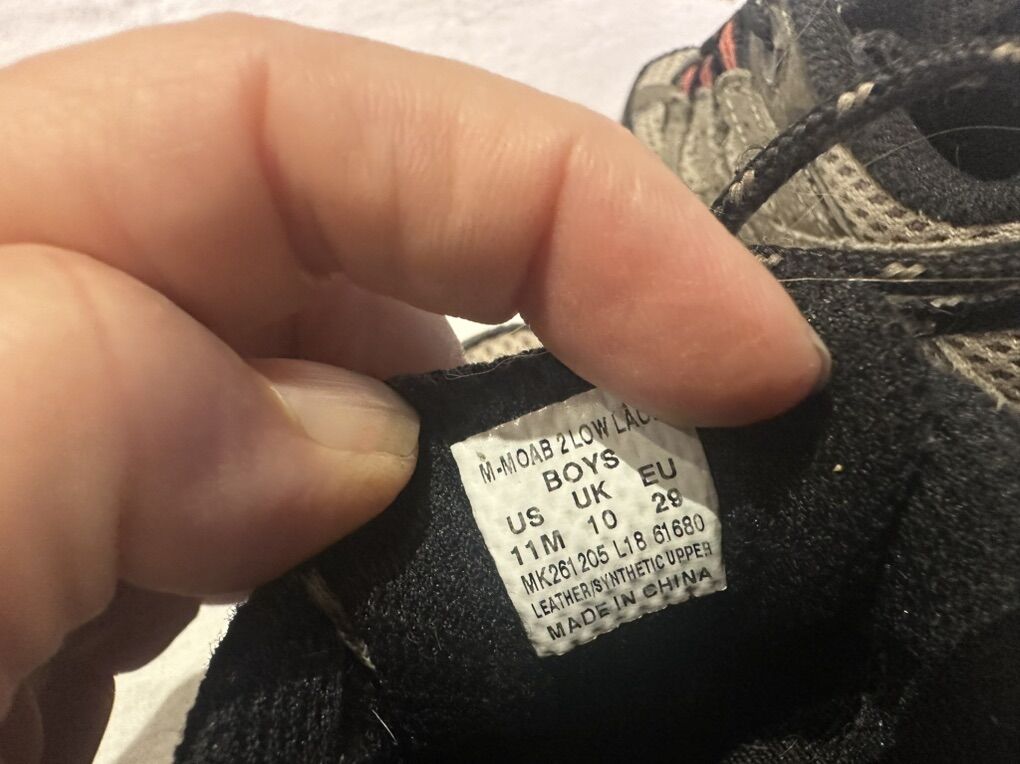 M-MOAB 2 LOW
BOYS
US UK EU
11M 10 29
MK261205 L18 61680
LEATHER/SYNTHETIC UPPER
MADE IN CHINA